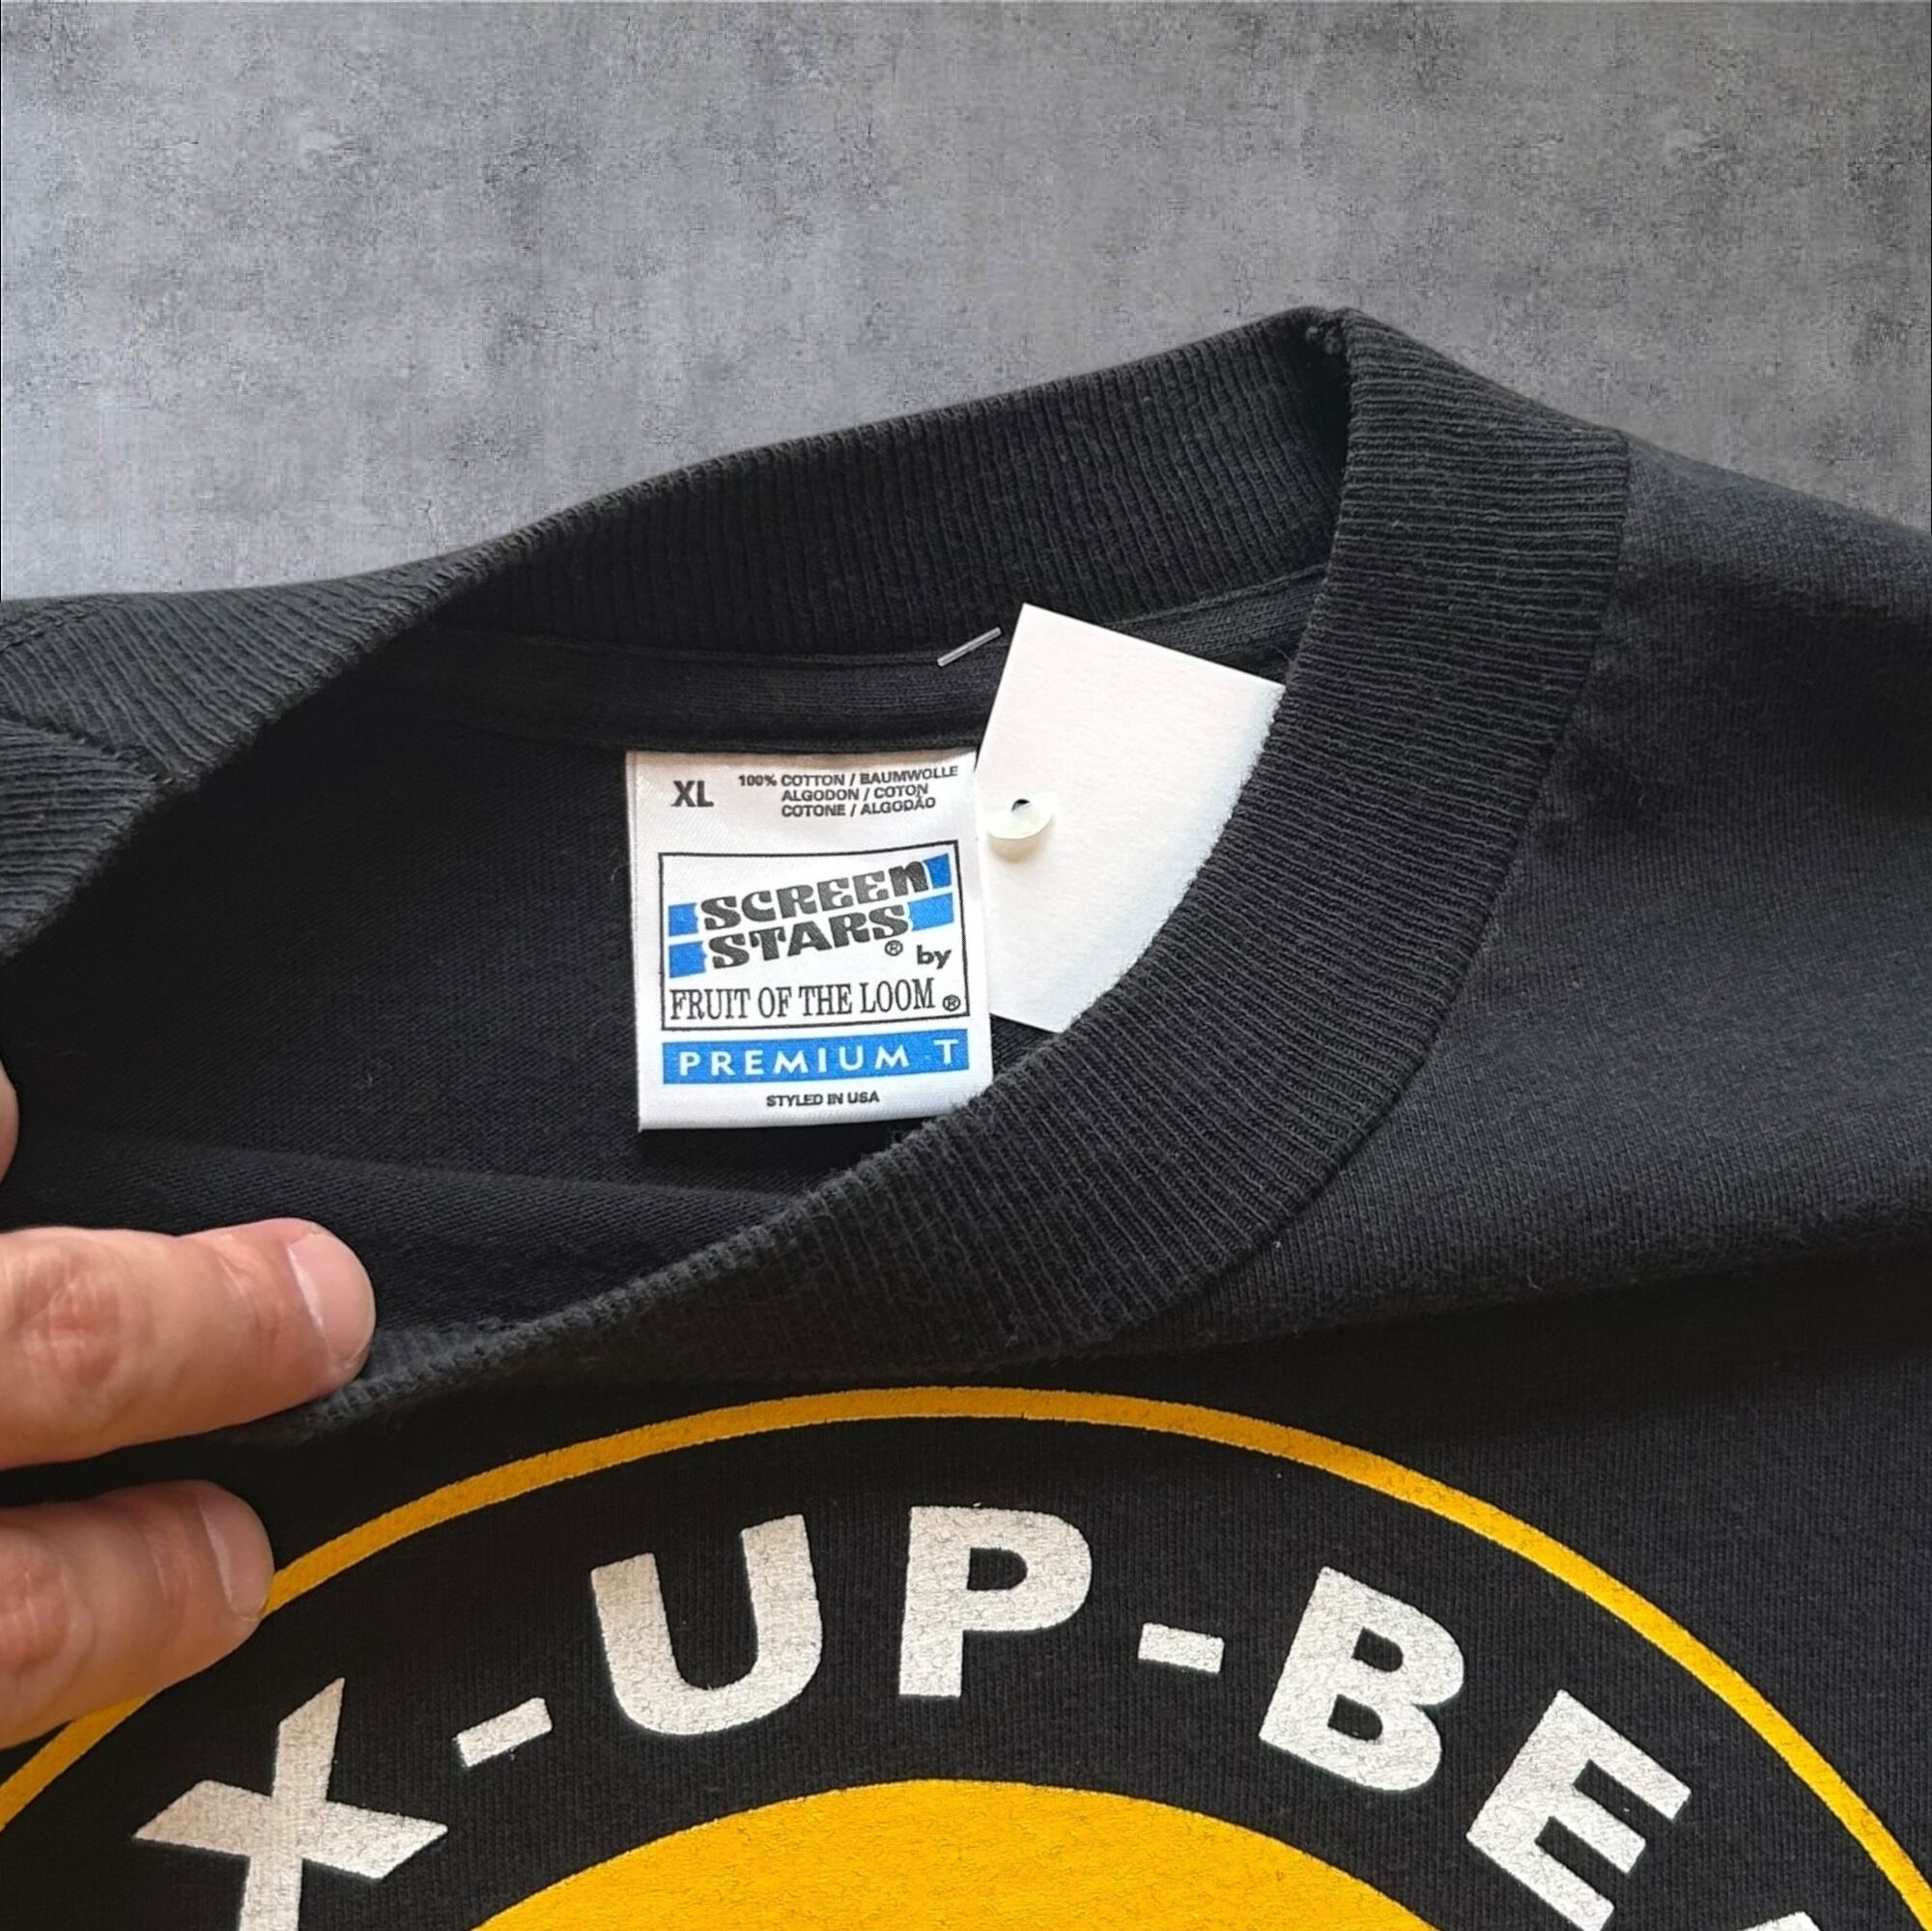 XL
100% COTTON / BAUMWOLLE
ALGODON / COTON
COTONE / ALGODÃO
SCREEN
STARS® by
FRUIT OF THE LOOM®
PREMIUM T
STYLED IN USA
X-UP-BE